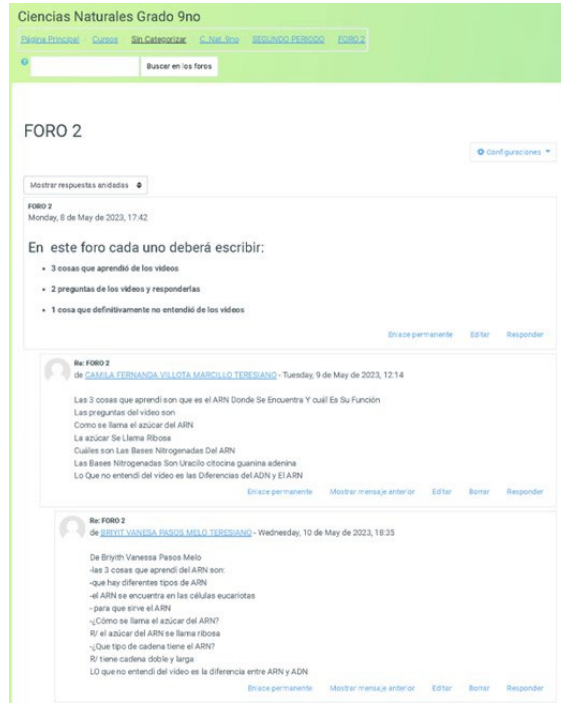 Ciencias Naturales Grado 9no
Página Principal Cursos Sin Categorizar C. Nat. 9no SEGUNDO PERIODO FORO 2
Buscar en los foros
FORO 2
Configuraciones
Mostrar respuestas anidadas
FORO 2
Monday, 8 de May de 2023, 17:42
En este foro cada uno deberá escribir:
• 3 cosas que aprendió de los videos
• 2 preguntas de los videos y responderlas
• 1 cosa que definitivamente no entendió de los videos
Enlace permanente Editar Responder
Re: FORO 2
de CAMILA FERNANDA VILLOTA MARCILLO TERESIANO - Tuesday, 9 de May de 2023, 12:14
Las 3 cosas que aprendí son que es el ARN Donde Se Encuentra Y cuál Es Su Función
Las preguntas del video son
Como se llama el azúcar del ARN
La azúcar Se Llama Ribosa
Cuáles son Las Bases Nitrogenadas Del ARN
Las Bases Nitrogenadas Son Uracilo citocina guanina adenina
Lo Que no entendí del video es las Diferencias del ADN y El ARN
Enlace permanente Mostrar mensaje anterior Editar Borrar Responder
Re: FORO 2
de BRIYIT VANESA PASOS MELO TERESIANO - Wednesday, 10 de May de 2023, 18:35
De Briyith Vanessa Pasos Melo
-las 3 cosas que aprendí del ARN son:
-que hay diferentes tipos de ARN
-el ARN se encuentra en las células eucariotas
- para que sirve el ARN
-¿Cómo se llama el azúcar del ARN?
R/ el azúcar del ARN se llama ribosa
-¿Que tipo de cadena tiene el ARN?
R/ tiene cadena doble y larga
LO que no entendí del video es la diferencia entre ARN y ADN
Enlace permanente Mostrar mensaje anterior Editar Borrar Responder